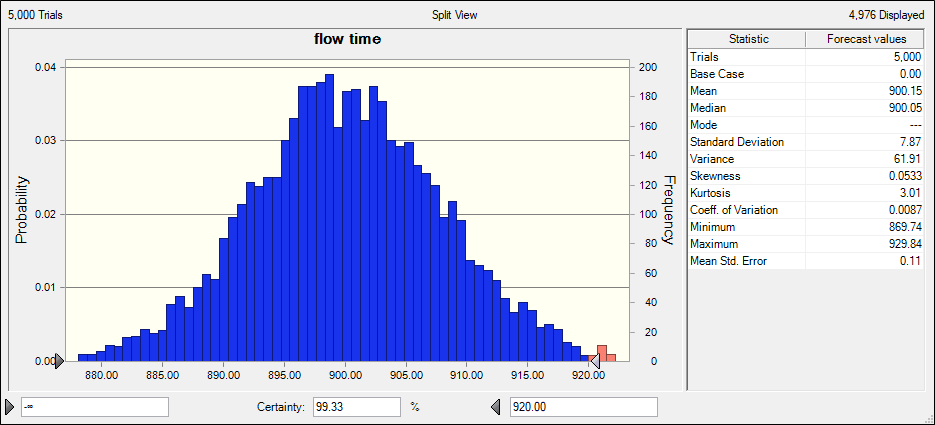 5,000 Trials Split View 4,976 Displayed
flow time
Probability
0.04
0.03
0.02
0.01
0.00
200
180
160
140
120
100
80
60
40
20
0
Frequency
880.00 885.00 890.00 895.00 900.00 905.00 910.00 915.00 920.00
Statistic Forecast values
Trials 5,000
Base Case 0.00
Mean 900.15
Median 900.05
Mode ---
Standard Deviation 7.87
Variance 61.91
Skewness 0.0533
Kurtosis 3.01
Coeff. of Variation 0.0087
Minimum 869.74
Maximum 929.84
Mean Std. Error 0.11
-∞ Certainty: 99.33 % 920.00